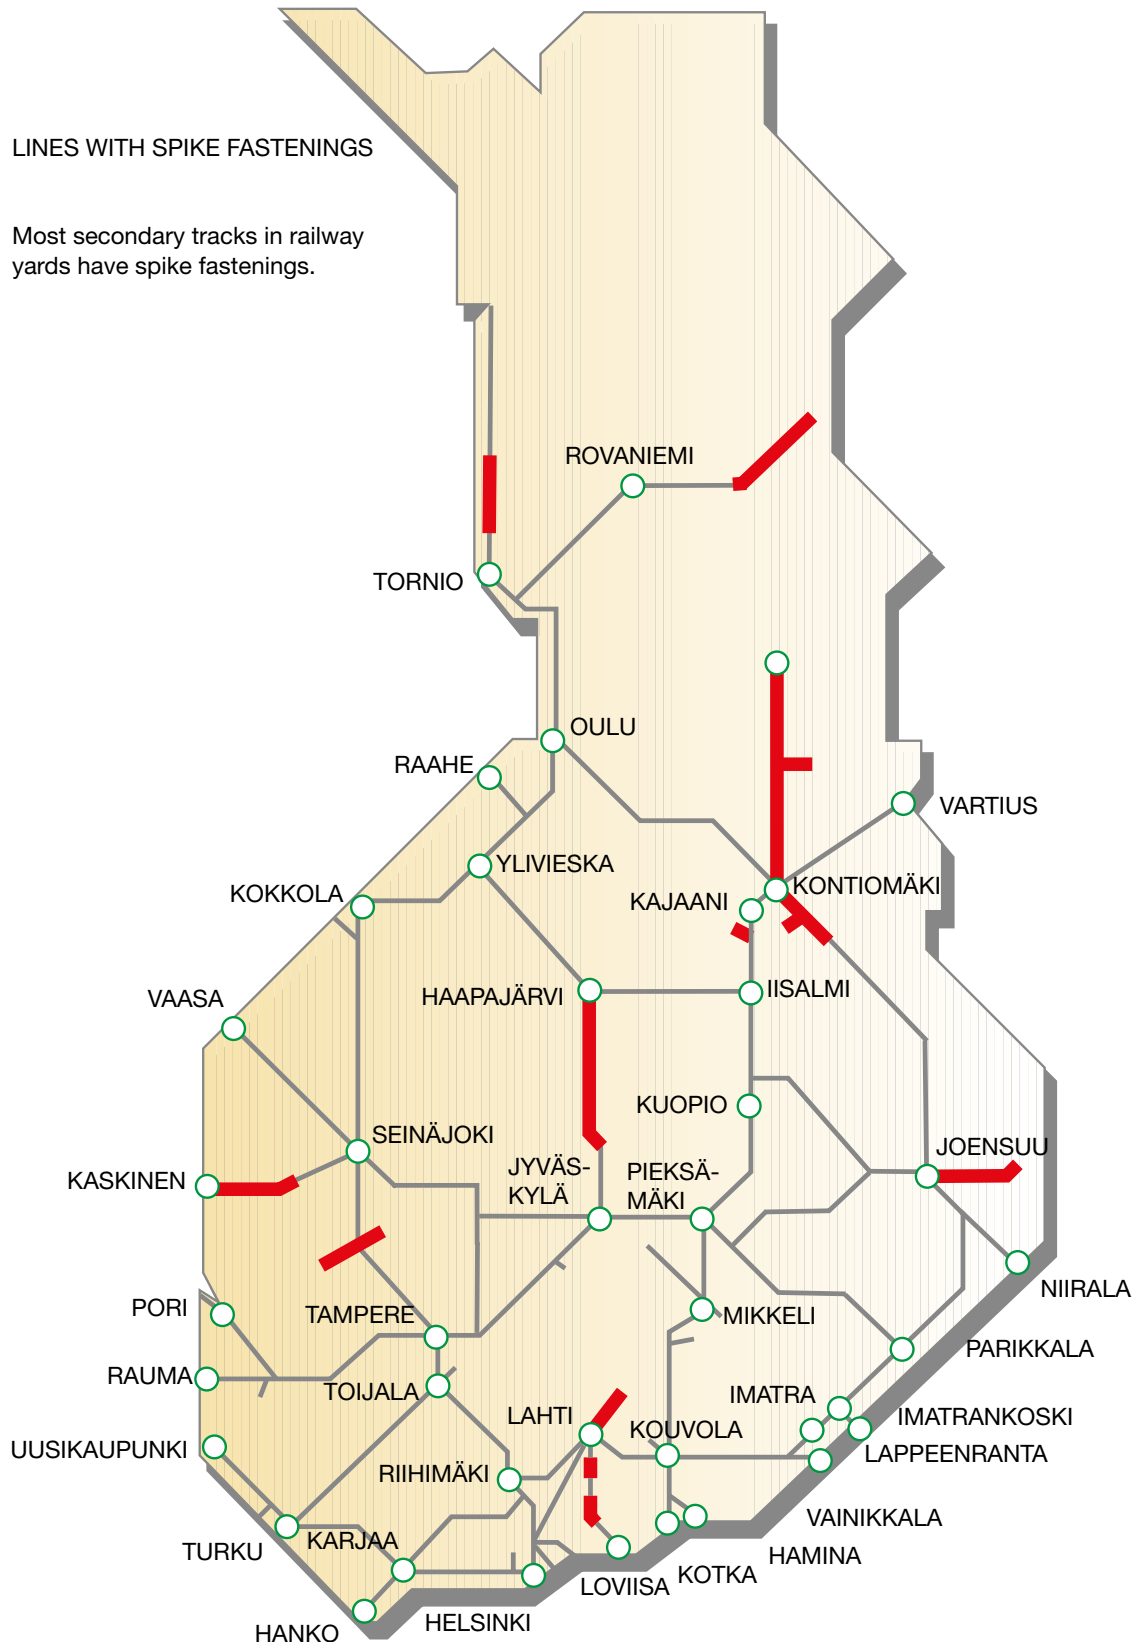 LINES WITH SPIKE FASTENINGS
Most secondary tracks in railway
yards have spike fastenings.
ROVANIEMI
TORNIO
OULU
RAAHE
VARTIUS
YLIVIESKA
KOKKOLA
KONTIOMÄKI
KAJAANI
VAASA
HAAPAJÄRVI
IISALMI
KUOPIO
SEINÄJOKI
JOENSUU
KASKINEN
JYVÄS-
KYLÄ
PIEKSÄ-
MÄKI
NIIRALA
PORI
TAMPERE
MIKKELI
PARIKKALA
RAUMA
TOIJALA
IMATRA
LAHTI
KOUVOLA
IMATRANKOSKI
UUSIKAUPUNKI
LAPPEENRANTA
RIIHIMÄKI
VAINIKKALA
TURKU
KARJAA
HAMINA
KOTKA
LOVIISA
HELSINKI
HANKO